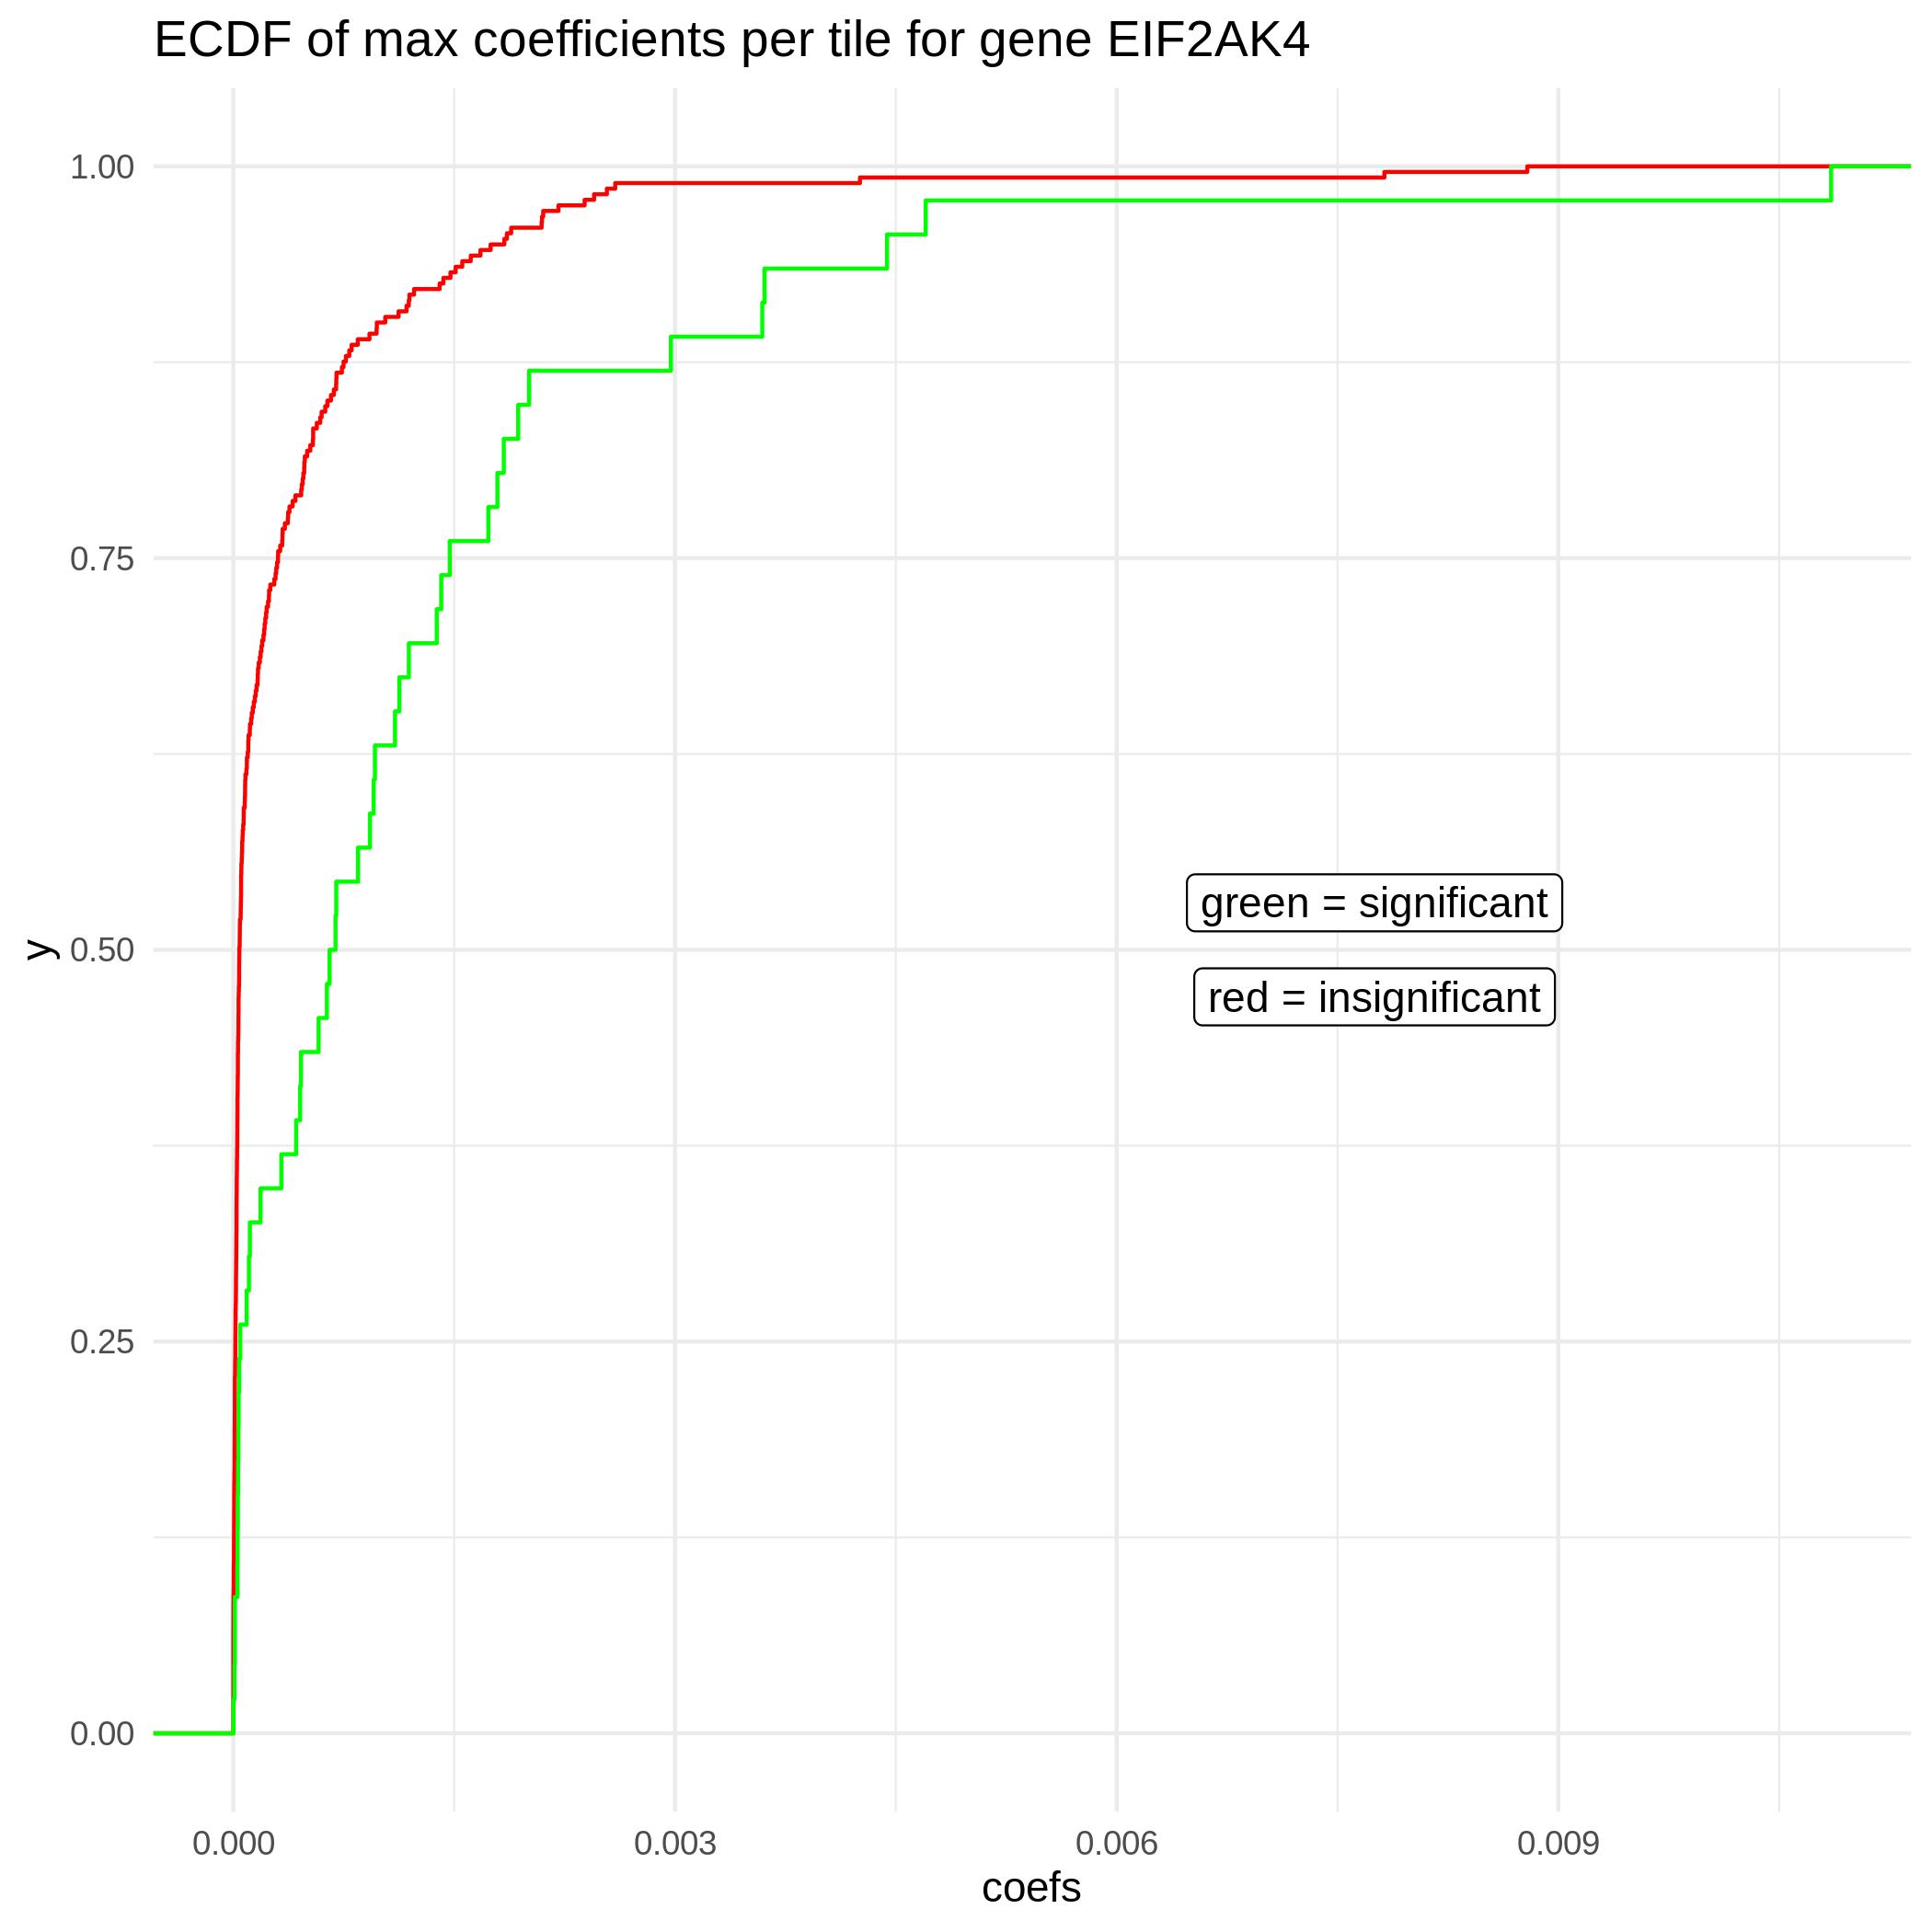 ECDF of max coefficients per tile for gene EIF2AK4
1.00
0.75
0.50
0.25
0.00
y
green = significant
red = insignificant
0.000 0.003 0.006 0.009
coefs